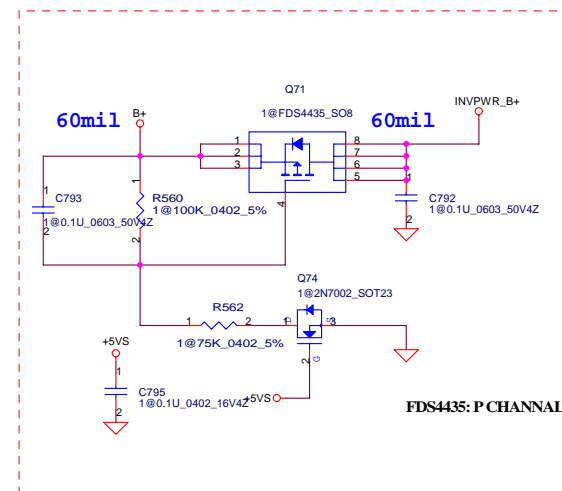 Q71
1@FDS4435_SO8
60mil
B+
60mil
INVPWR_B+
1
2
3
8
7
6
5
4
1
C793
1@0.1U_0603_50V4Z
2
1
R560
1@100K_0402_5%
2
1
C792
1@0.1U_0603_50V4Z
2
Q74
1@2N7002_SOT23
R562
1
2
1@75K_0402_5%
1
D
S
3
2
G
+5VS
+5VS
1
C795
1@0.1U_0402_16V4Z
2
FDS4435: P CHANNAL